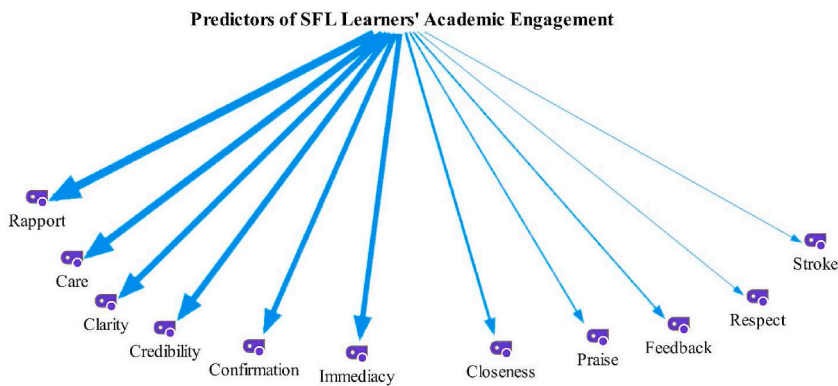 Predictors of SFL Learners' Academic Engagement
Rapport
Care
Clarity
Credibility
Confirmation
Immediacy
Closeness
Praise
Feedback
Respect
Stroke